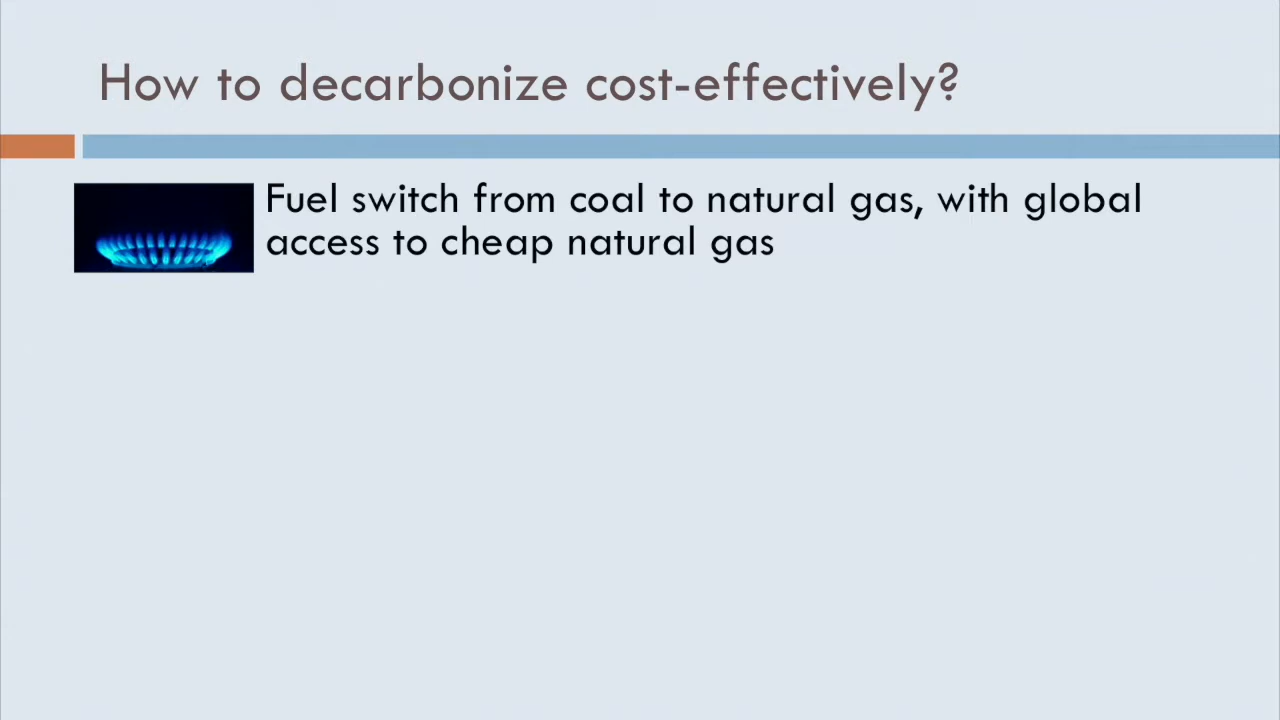 How to decarbonize cost-effectively?
Fuel switch from coal to natural gas, with global
access to cheap natural gas